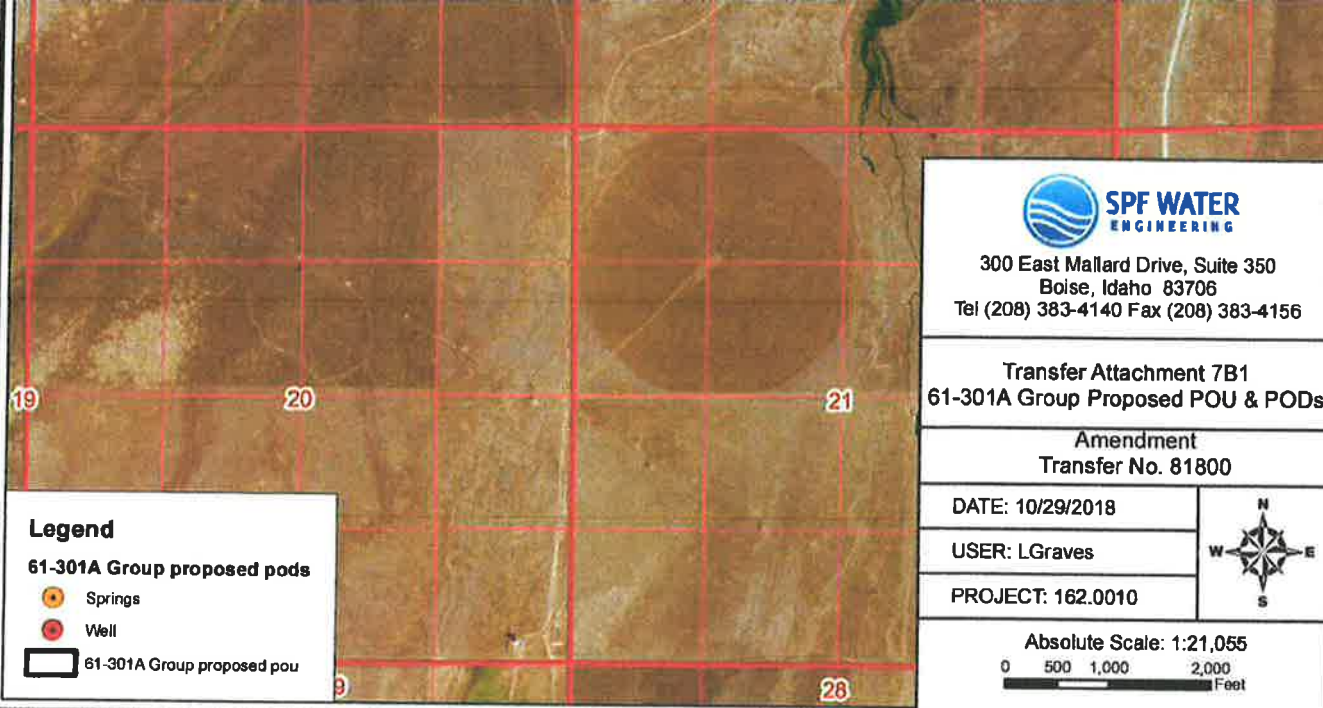 19
20
21
9
28
Legend
61-301A Group proposed pods
Springs
Well
61-301A Group proposed pou
SPF WATER
ENGINEERING
300 East Mallard Drive, Suite 350
Boise, Idaho 83706
Tel (208) 383-4140 Fax (208) 383-4156
Transfer Attachment 7B1
61-301A Group Proposed POU & PODs
Amendment
Transfer No. 81800
DATE: 10/29/2018
USER: LGraves
PROJECT: 162.0010
N
W E
S
Absolute Scale: 1:21,055
0 500 1,000 2,000
Feet